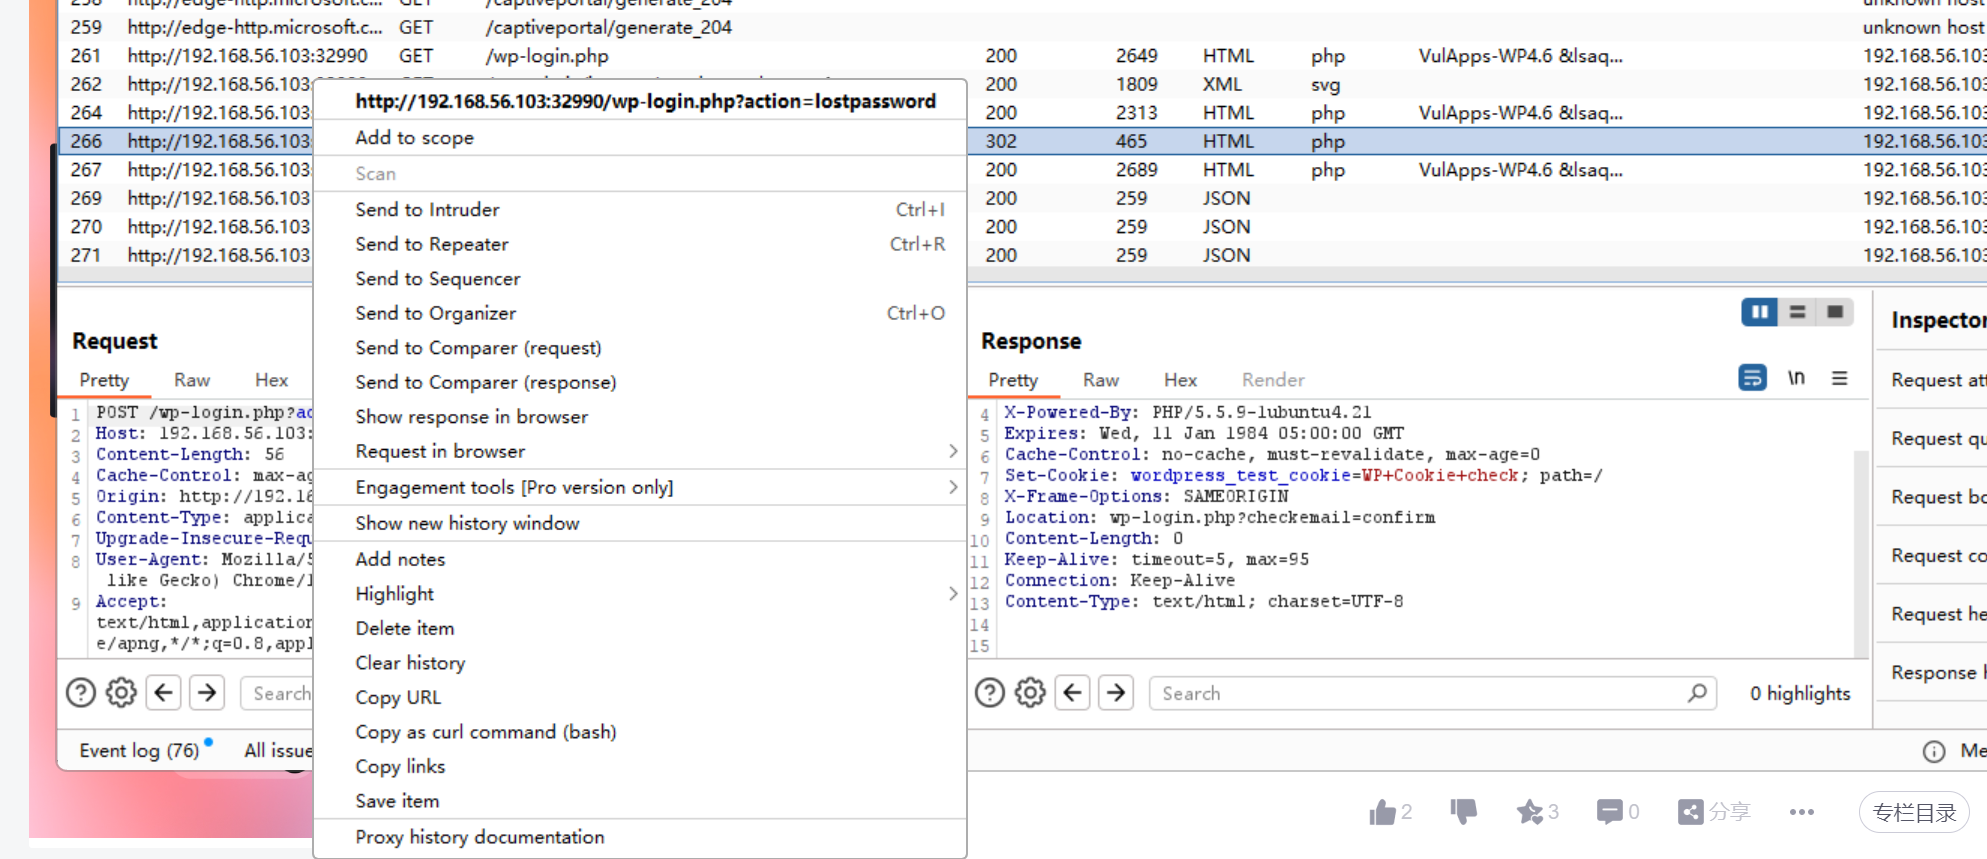 258 http://edge-http.microsoft.c... GET /captiveportal/generate_204 unknown host
259 http://edge-http.microsoft.c... GET /captiveportal/generate_204 unknown host
261 http://192.168.56.103:32990 GET /wp-login.php 200 2649 HTML php VulApps-WP4.6 &lsaq... 192.168.56.103
262 http://192.168.56.103: 200 1809 XML svg 192.168.56.103
264 http://192.168.56.103: 200 2313 HTML php VulApps-WP4.6 &lsaq... 192.168.56.103
266 http://192.168.56.103: 302 465 HTML php 192.168.56.103
267 http://192.168.56.103: 200 2689 HTML php VulApps-WP4.6 &lsaq... 192.168.56.103
269 http://192.168.56.103 200 259 JSON 192.168.56.103
270 http://192.168.56.103 200 259 JSON 192.168.56.103
271 http://192.168.56.103 200 259 JSON 192.168.56.103
http://192.168.56.103:32990/wp-login.php?action=lostpassword
Add to scope
Scan
Send to Intruder Ctrl+I
Send to Repeater Ctrl+R
Send to Sequencer
Send to Organizer Ctrl+O
Send to Comparer (request)
Send to Comparer (response)
Show response in browser
Request in browser
Engagement tools [Pro version only]
Show new history window
Add notes
Highlight
Delete item
Clear history
Copy URL
Copy as curl command (bash)
Copy links
Save item
Proxy history documentation
Request
Pretty Raw Hex
1 POST /wp-login.php?ac
2 Host: 192.168.56.103:
3 Content-Length: 56
4 Cache-Control: max-ag
5 Origin: http://192.16
6 Content-Type: applica
7 Upgrade-Insecure-Requ
8 User-Agent: Mozilla/5
like Gecko) Chrome/1
9 Accept:
text/html,application
e/apng,*/*;q=0.8,appl
Search
Event log (76) All issue
Response
Pretty Raw Hex Render
\n
4 X-Powered-By: PHP/5.5.9-1ubuntu4.21
5 Expires: Wed, 11 Jan 1984 05:00:00 GMT
6 Cache-Control: no-cache, must-revalidate, max-age=0
7 Set-Cookie: wordpress_test_cookie=WP+Cookie+check; path=/
8 X-Frame-Options: SAMEORIGIN
9 Location: wp-login.php?checkemail=confirm
10 Content-Length: 0
11 Keep-Alive: timeout=5, max=95
12 Connection: Keep-Alive
13 Content-Type: text/html; charset=UTF-8
14
15
Search
0 highlights
Inspector
Request att
Request qu
Request bo
Request co
Request he
Response h
Me
2 3 0 分享 专栏目录